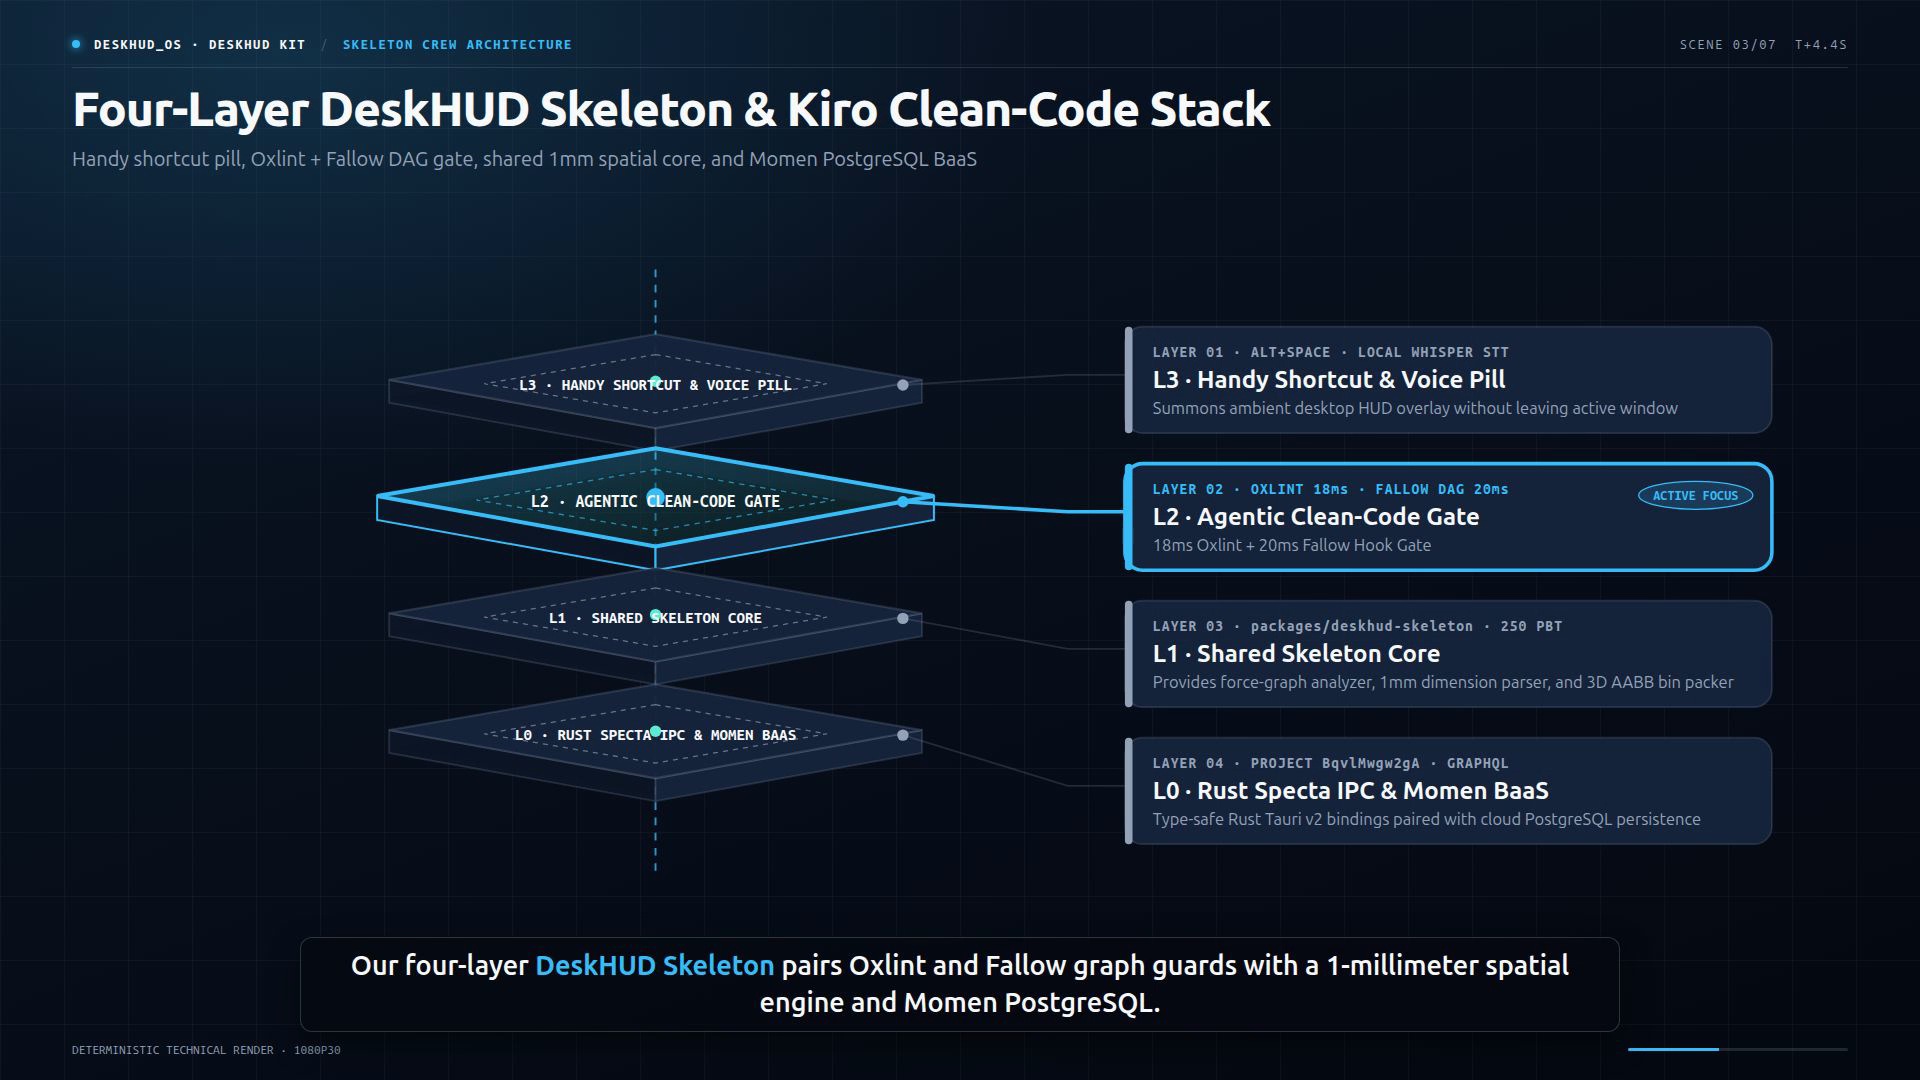 DESKHUD_OS · DESKHUD KIT / SKELETON CREW ARCHITECTURE
SCENE 03/07 T+4.4S
Four-Layer DeskHUD Skeleton & Kiro Clean-Code Stack
Handy shortcut pill, Oxlint + Fallow DAG gate, shared 1mm spatial core, and Momen PostgreSQL BaaS
L3 · HANDY SHORTCUT & VOICE PILL
L2 · AGENTIC CLEAN-CODE GATE
L1 · SHARED SKELETON CORE
L0 · RUST SPECTA IPC & MOMEN BAAS
LAYER 01 · ALT+SPACE · LOCAL WHISPER STT
L3 · Handy Shortcut & Voice Pill
Summons ambient desktop HUD overlay without leaving active window
LAYER 02 · OXLINT 18ms · FALLOW DAG 20ms
ACTIVE FOCUS
L2 · Agentic Clean-Code Gate
18ms Oxlint + 20ms Fallow Hook Gate
LAYER 03 · packages/deskhud-skeleton · 250 PBT
L1 · Shared Skeleton Core
Provides force-graph analyzer, 1mm dimension parser, and 3D AABB bin packer
LAYER 04 · PROJECT BqvlMwgw2gA · GRAPHQL
L0 · Rust Specta IPC & Momen BaaS
Type-safe Rust Tauri v2 bindings paired with cloud PostgreSQL persistence
Our four-layer DeskHUD Skeleton pairs Oxlint and Fallow graph guards with a 1-millimeter spatial
engine and Momen PostgreSQL.
DETERMINISTIC TECHNICAL RENDER · 1080P30